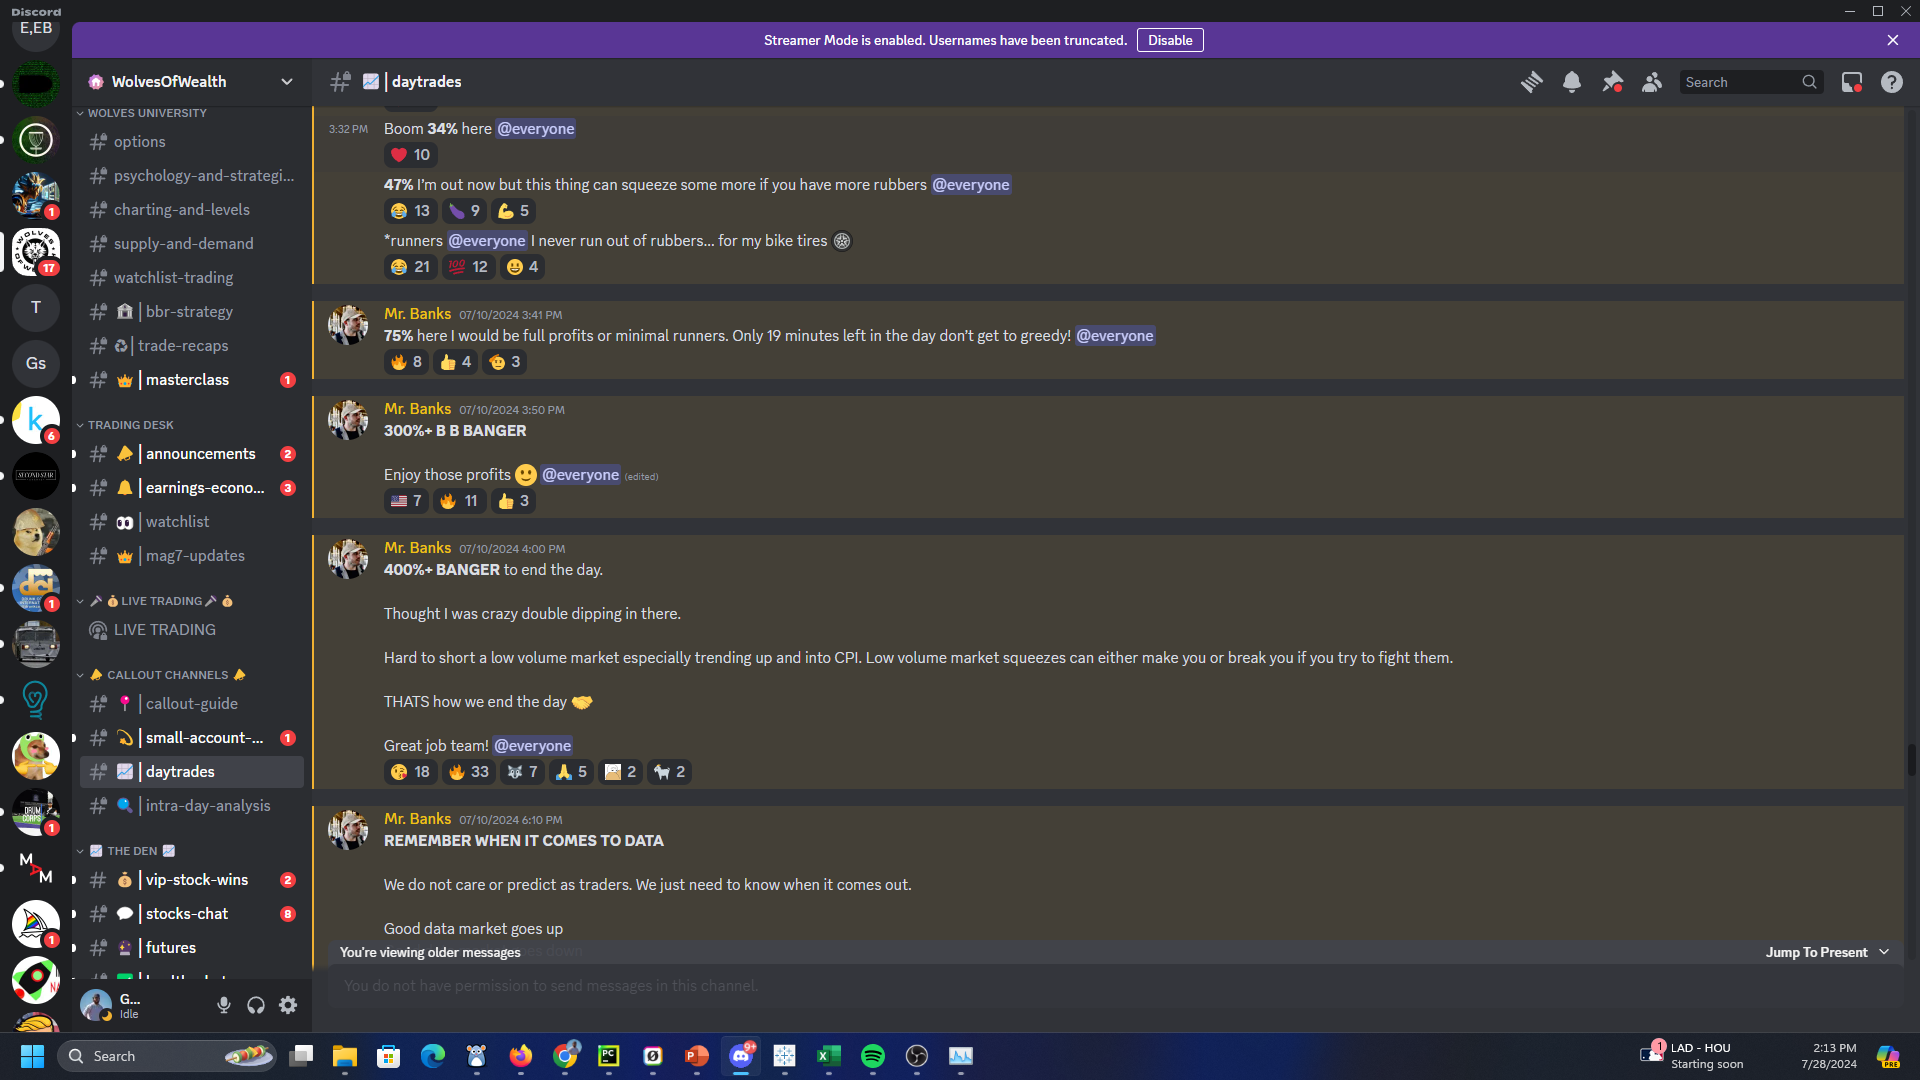 Discord
E,EB
Streamer Mode is enabled. Usernames have been truncated.
Disable
WolvesOfWealth
| daytrades
Search
WOLVES UNIVERSITY
options
psychology-and-strategi...
charting-and-levels
supply-and-demand
watchlist-trading
| bbr-strategy
| trade-recaps
| masterclass 1
TRADING DESK
| announcements 2
| earnings-econo... 3
| watchlist
| mag7-updates
LIVE TRADING
LIVE TRADING
CALLOUT CHANNELS
| callout-guide
| small-account-... 1
| daytrades
| intra-day-analysis
THE DEN
| vip-stock-wins 2
| stocks-chat 8
| futures
1
WOLVES
17
T
Gs
k
6
SECOND STAR
dci
1
DRUM CORPS
1
M A M
1
G...
Idle
3:32 PM
Boom 34% here @everyone
10
47% I'm out now but this thing can squeeze some more if you have more rubbers @everyone
13 9 5
*runners @everyone I never run out of rubbers... for my bike tires
21 100 12 4
Mr. Banks 07/10/2024 3:41 PM
75% here I would be full profits or minimal runners. Only 19 minutes left in the day don't get to greedy! @everyone
8 4 3
Mr. Banks 07/10/2024 3:50 PM
300%+ B B BANGER
Enjoy those profits @everyone (edited)
7 11 3
Mr. Banks 07/10/2024 4:00 PM
400%+ BANGER to end the day.
Thought I was crazy double dipping in there.
Hard to short a low volume market especially trending up and into CPI. Low volume market squeezes can either make you or break you if you try to fight them.
THATS how we end the day
Great job team! @everyone
18 33 7 5 2 2
Mr. Banks 07/10/2024 6:10 PM
REMEMBER WHEN IT COMES TO DATA
We do not care or predict as traders. We just need to know when it comes out.
Good data market goes up
You're viewing older messages
Jump To Present
You do not have permission to send messages in this channel.
Search
PC
P
9+
X
1
LAD - HOU
Starting soon
2:13 PM
7/28/2024
PRE